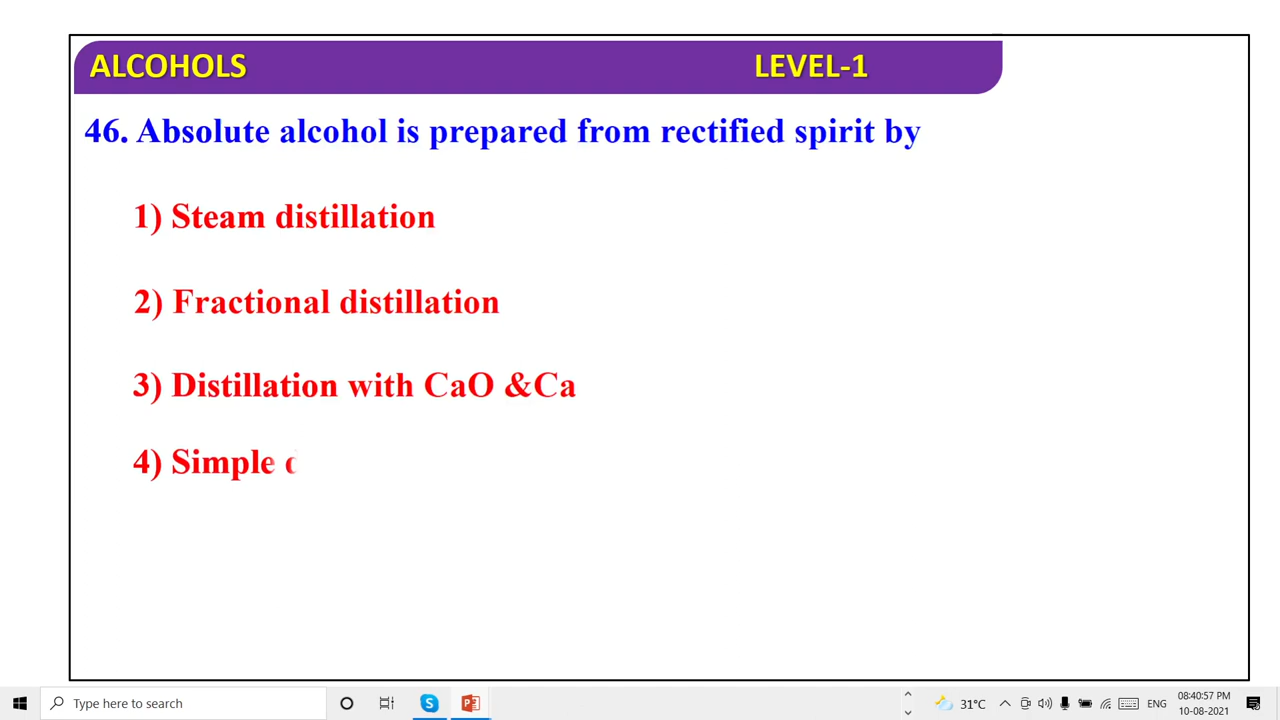 ALCOHOLS LEVEL-1
46. Absolute alcohol is prepared from rectified spirit by
1) Steam distillation
2) Fractional distillation
3) Distillation with CaO &Ca
4) Simple
Type here to search
31°C
ENG
08:40:57 PM
10-08-2021